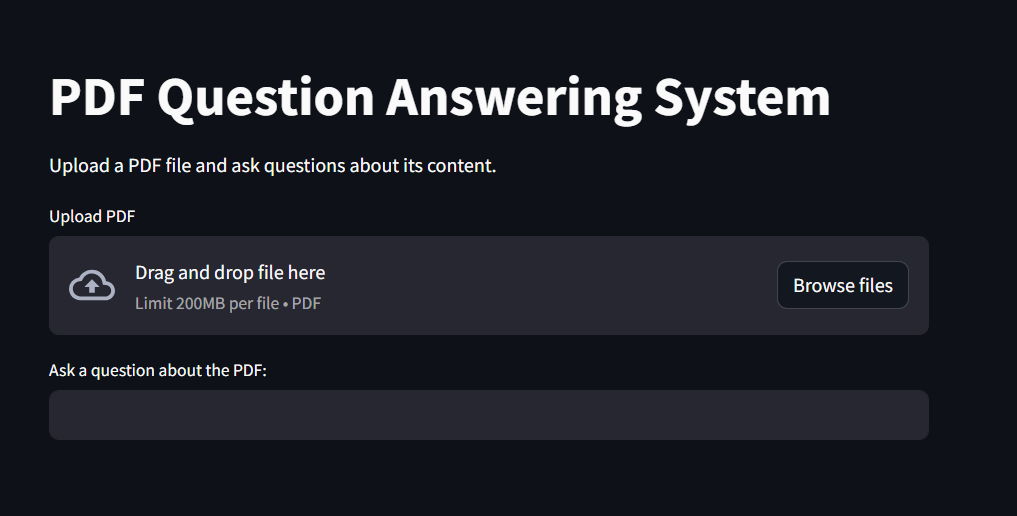 PDF Question Answering System
Upload a PDF file and ask questions about its content.
Upload PDF
Drag and drop file here
Limit 200MB per file • PDF
Browse files
Ask a question about the PDF: